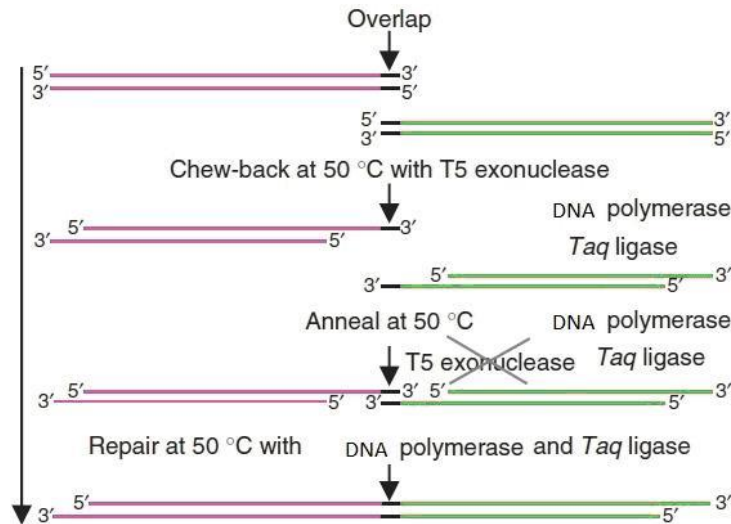 Overlap
5′ 3′
3′ 5′
5′ 3′
3′ 5′
Chew-back at 50 °C with T5 exonuclease
5′ 3′ DNA polymerase
3′ 5′
Taq ligase
5′ 3′
3′ 5′
Anneal at 50 °C DNA polymerase
T5 exonuclease Taq ligase
5′ 3′ 5′ 3′
3′ 5′ 3′ 5′
Repair at 50 °C with DNA polymerase and Taq ligase
5′ 3′
3′ 5′